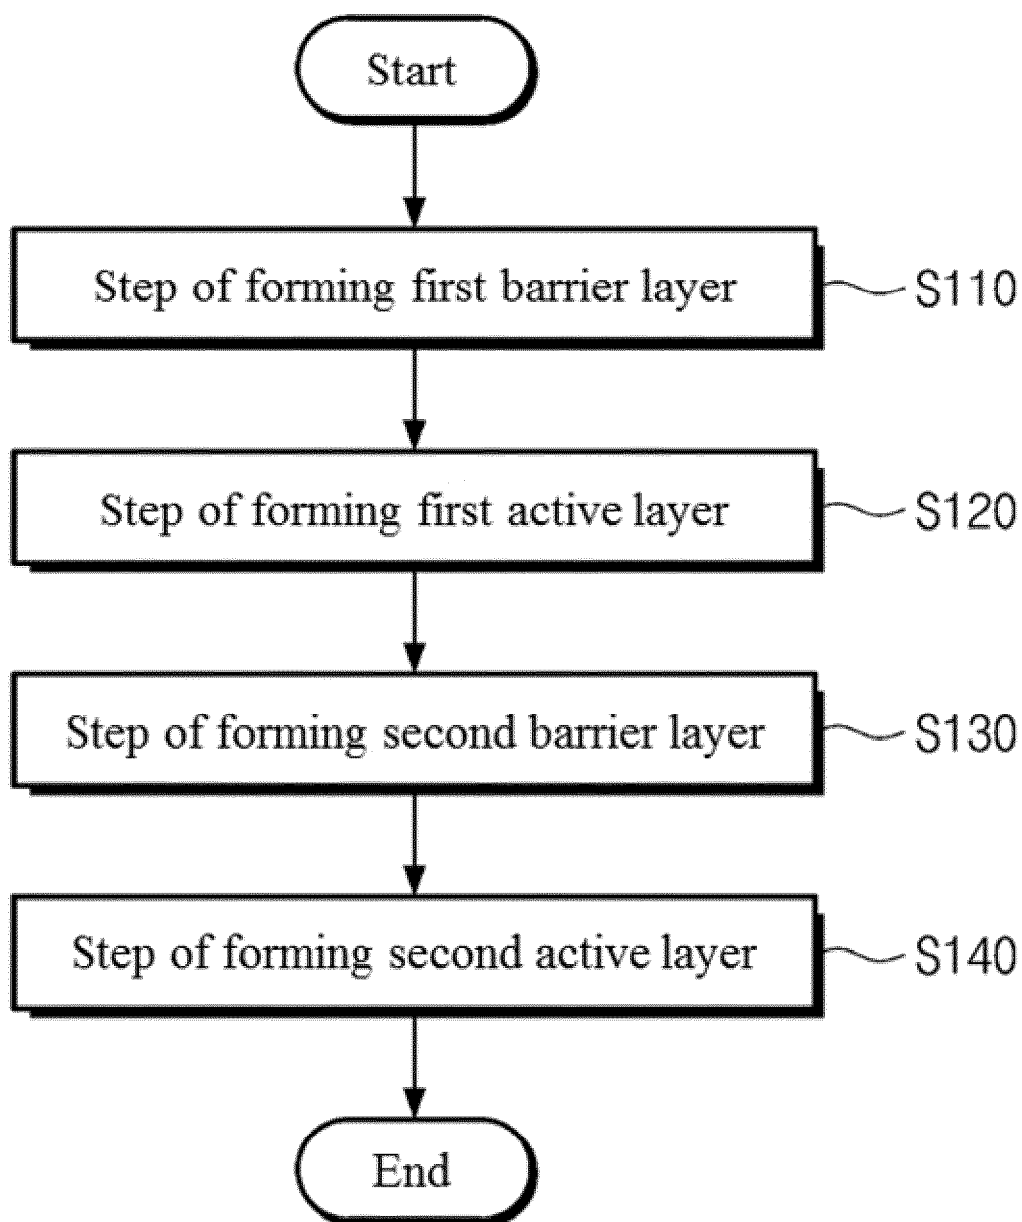 Start
Step of forming first barrier layer
S110
Step of forming first active layer
S120
Step of forming second barrier layer
S130
Step of forming second active layer
S140
End